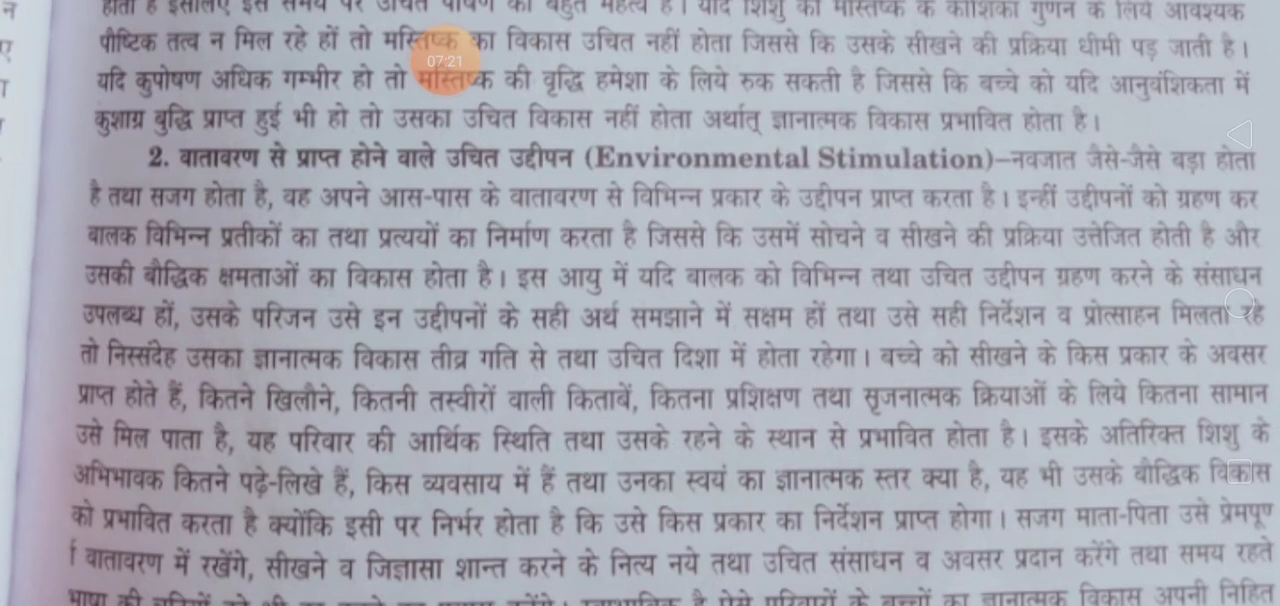 होता है इसलिए इस समय पर उचित पोषण का बहुत महत्व है। यदि शिशु को मस्तिष्क के कोशिका गुणन के लिये आवश्यक
पौष्टिक तत्व न मिल रहे हों तो मस्तिष्क का विकास उचित नहीं होता जिससे कि उसके सीखने की प्रक्रिया धीमी पड़ जाती है।
07:21
यदि कुपोषण अधिक गम्भीर हो तो मस्तिष्क की वृद्धि हमेशा के लिये रुक सकती है जिससे कि बच्चे को यदि आनुवंशिकता में
कुशाग्र बुद्धि प्राप्त हुई भी हो तो उसका उचित विकास नहीं होता अर्थात् ज्ञानात्मक विकास प्रभावित होता है।
2. वातावरण से प्राप्त होने वाले उचित उद्दीपन (Environmental Stimulation)–नवजात जैसे-जैसे बड़ा होता
है तथा सजग होता है, वह अपने आस-पास के वातावरण से विभिन्न प्रकार के उद्दीपन प्राप्त करता है। इन्हीं उद्दीपनों को ग्रहण कर
बालक विभिन्न प्रतीकों का तथा प्रत्ययों का निर्माण करता है जिससे कि उसमें सोचने व सीखने की प्रक्रिया उत्तेजित होती है और
उसकी बौद्धिक क्षमताओं का विकास होता है। इस आयु में यदि बालक को विभिन्न तथा उचित उद्दीपन ग्रहण करने के संसाधन
उपलब्ध हों, उसके परिजन उसे इन उद्दीपनों के सही अर्थ समझाने में सक्षम हों तथा उसे सही निर्देशन व प्रोत्साहन मिलता रहे
तो निस्संदेह उसका ज्ञानात्मक विकास तीव्र गति से तथा उचित दिशा में होता रहेगा। बच्चे को सीखने के किस प्रकार के अवसर
प्राप्त होते हैं, कितने खिलौने, कितनी तस्वीरों वाली किताबें, कितना प्रशिक्षण तथा सृजनात्मक क्रियाओं के लिये कितना सामान
उसे मिल पाता है, यह परिवार की आर्थिक स्थिति तथा उसके रहने के स्थान से प्रभावित होता है। इसके अतिरिक्त शिशु के
अभिभावक कितने पढ़े-लिखे हैं, किस व्यवसाय में हैं तथा उनका स्वयं का ज्ञानात्मक स्तर क्या है, यह भी उसके बौद्धिक विकास
को प्रभावित करता है क्योंकि इसी पर निर्भर होता है कि उसे किस प्रकार का निर्देशन प्राप्त होगा। सजग माता-पिता उसे प्रेमपूण
र् वातावरण में रखेंगे, सीखने व जिज्ञासा शान्त करने के नित्य नये तथा उचित संसाधन व अवसर प्रदान करेंगे तथा समय रहते
भाषा की का ज्ञानात्मक विकास अपनी निहित